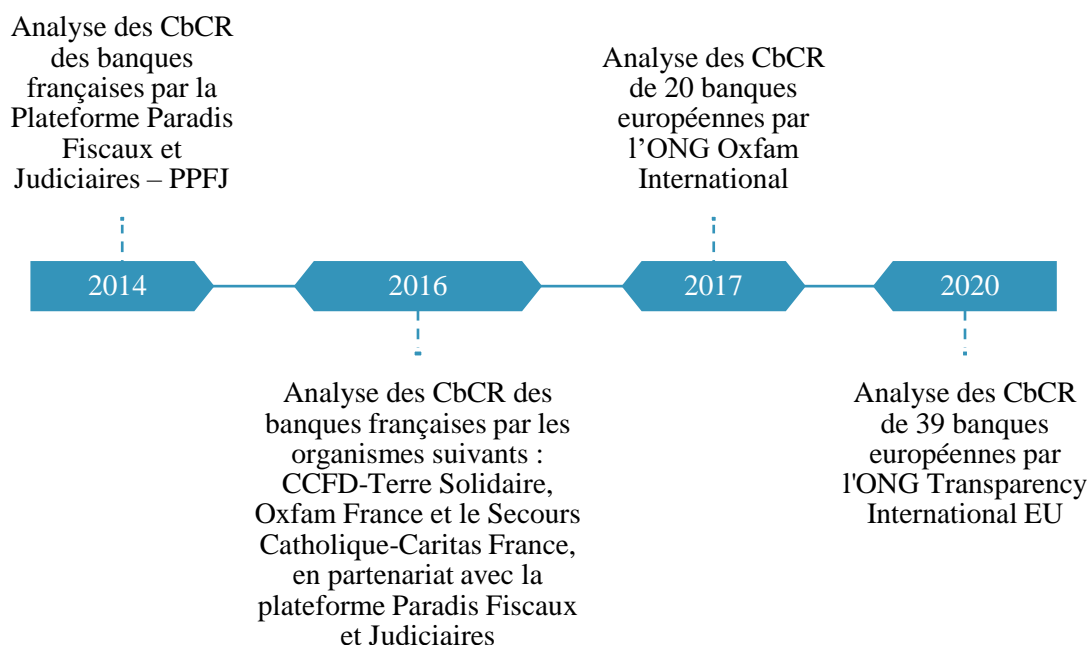 Analyse des CbCR
des banques
françaises par la
Plateforme Paradis
Fiscaux et
Judiciaires – PPFJ
Analyse des CbCR
de 20 banques
européennes par
l’ONG Oxfam
International
2014
2016
2017
2020
Analyse des CbCR des
banques françaises par les
organismes suivants :
CCFD-Terre Solidaire,
Oxfam France et le Secours
Catholique-Caritas France,
en partenariat avec la
plateforme Paradis Fiscaux
et Judiciaires
Analyse des CbCR
de 39 banques
européennes par
l'ONG Transparency
International EU